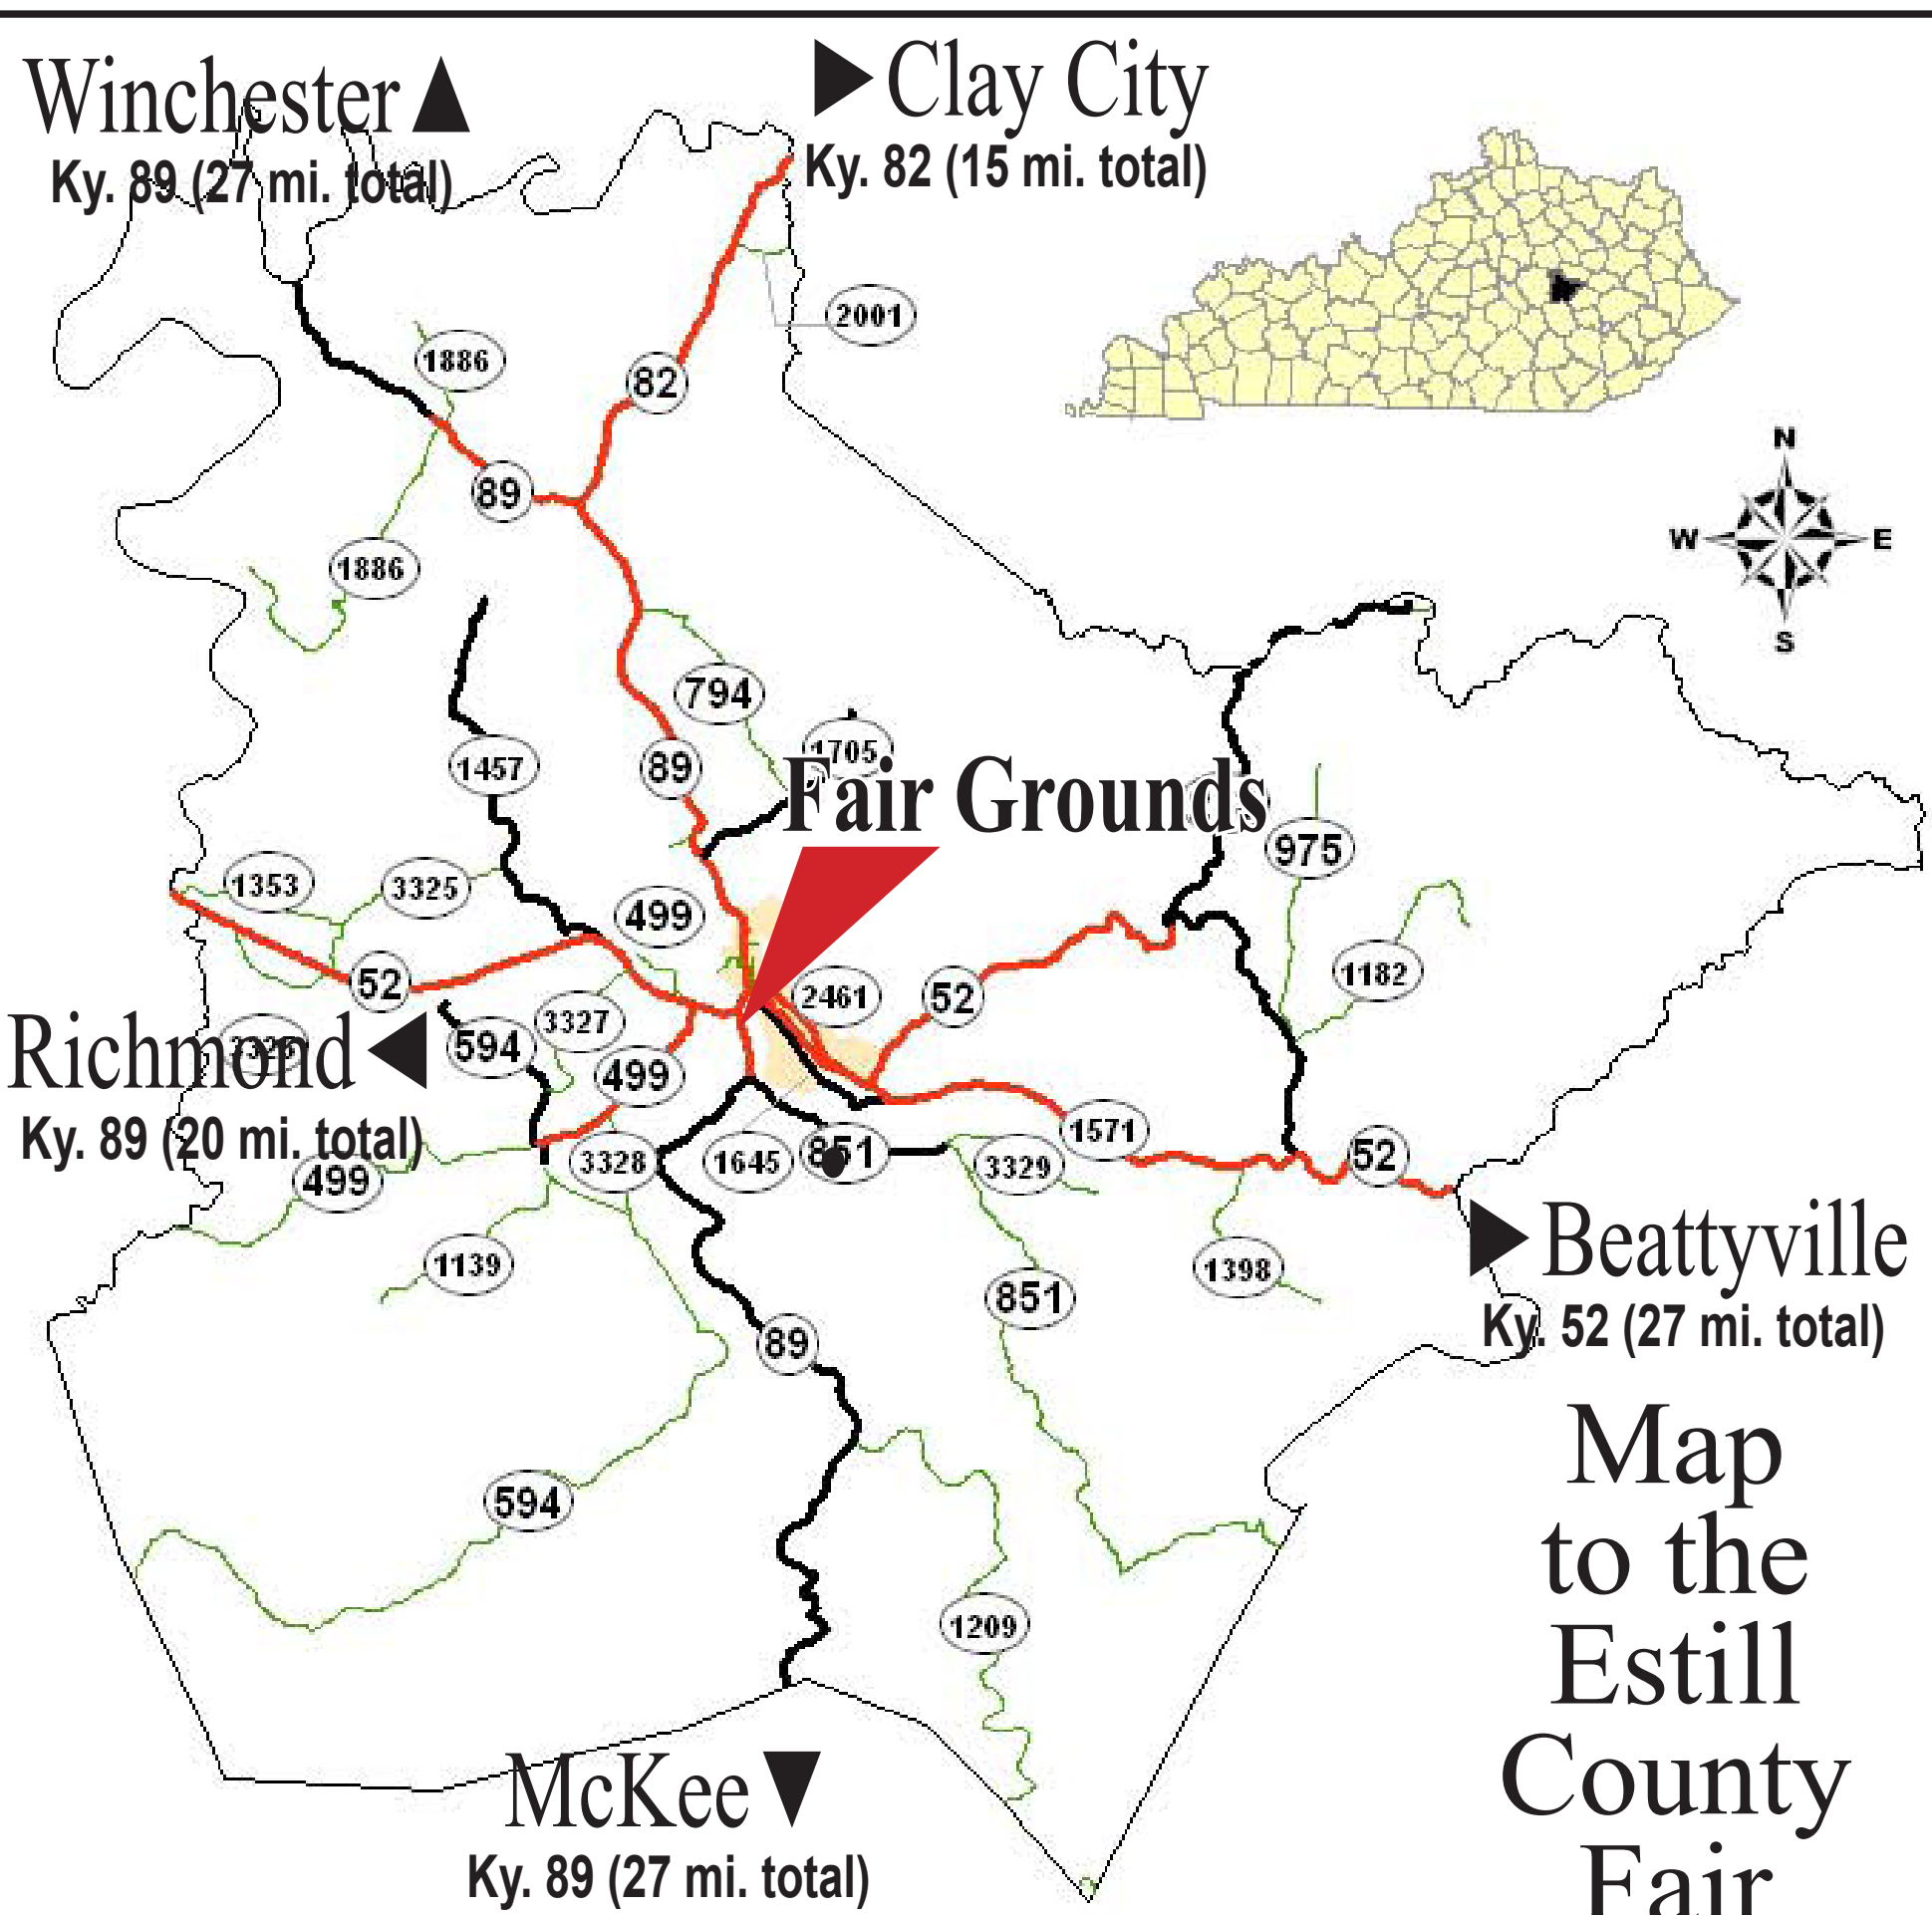 Winchester
Ky. 89 (27 mi. total)
Clay City
Ky. 82 (15 mi. total)
2001
1886
82
89
N
W
E
S
1886
794
1705
1457
89
Fair Grounds
975
1353
3325
499
1182
52
2461
52
3327
Richmond
594
499
Ky. 89 (20 mi. total)
1571
3328
1645
851
3329
52
499
1139
851
1398
Beattyville
Ky. 52 (27 mi. total)
89
594
1209
Map
to the
Estill
County
Fair
McKee
Ky. 89 (27 mi. total)